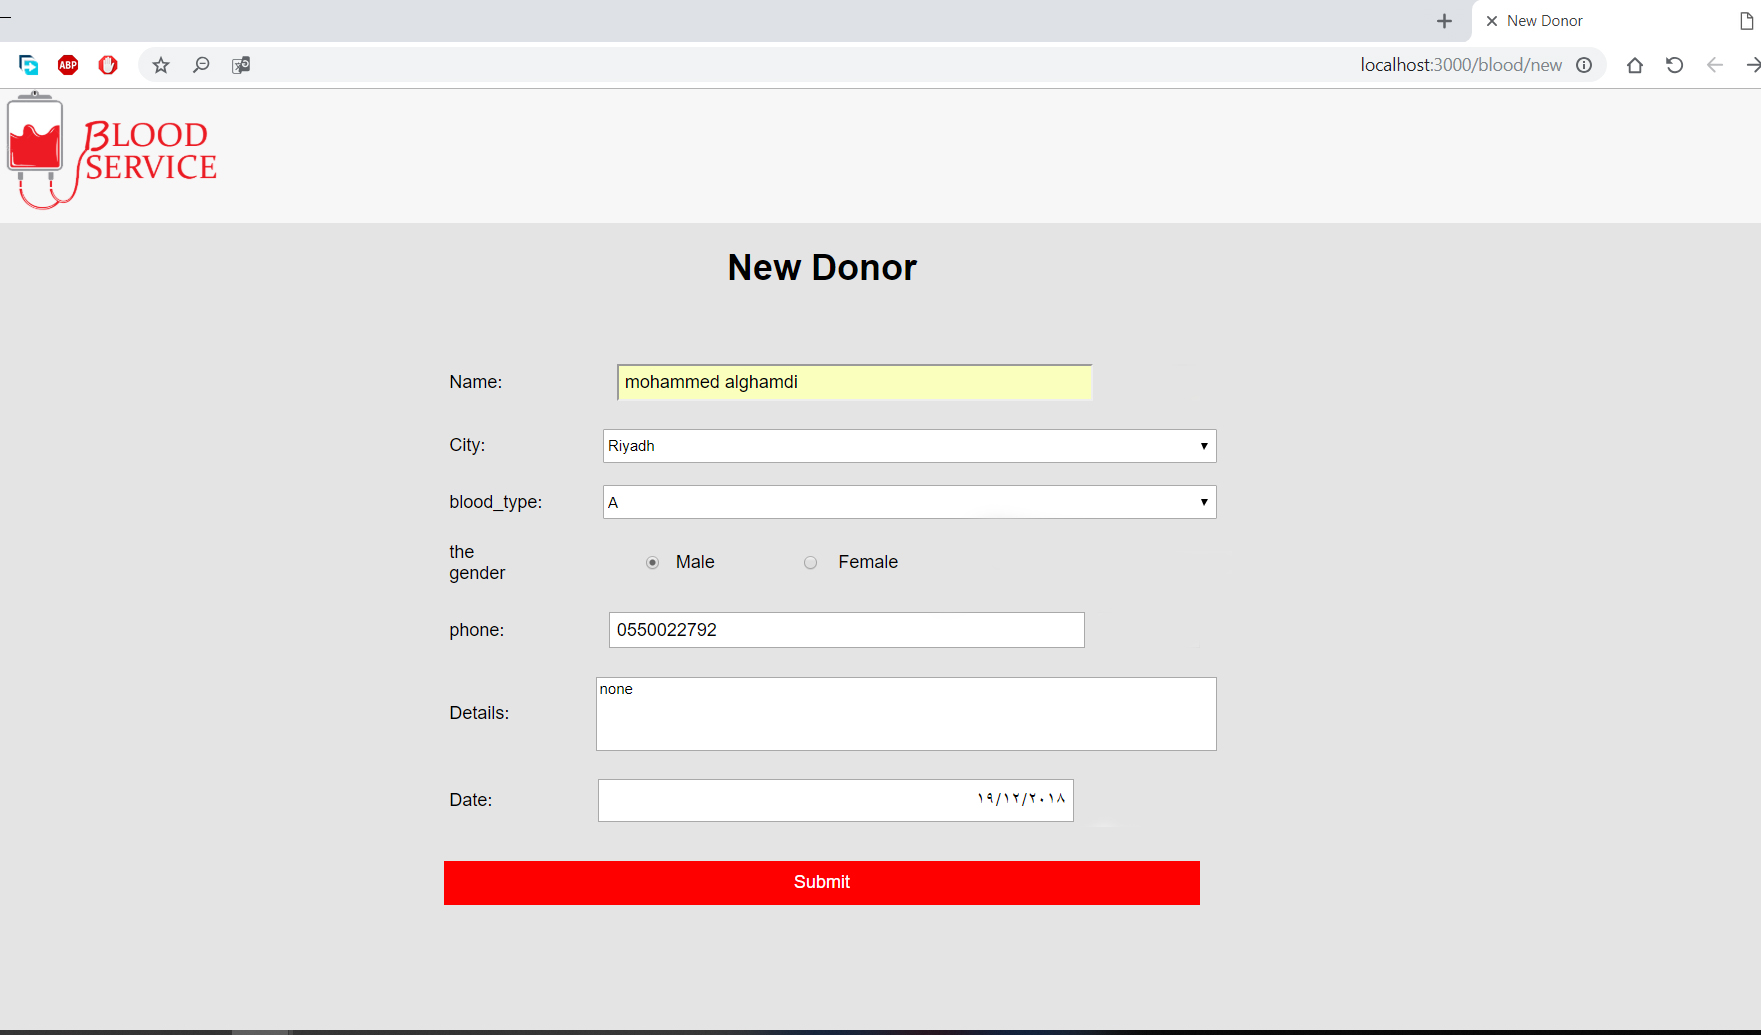 New Donor
ABP
localhost:3000/blood/new
BLOOD
SERVICE
New Donor
Name:
mohammed alghamdi
City:
Riyadh
blood_type:
A
the
gender
Male
Female
phone:
0550022792
Details:
none
Date:
١٩/١٢/٢٠١٨
Submit